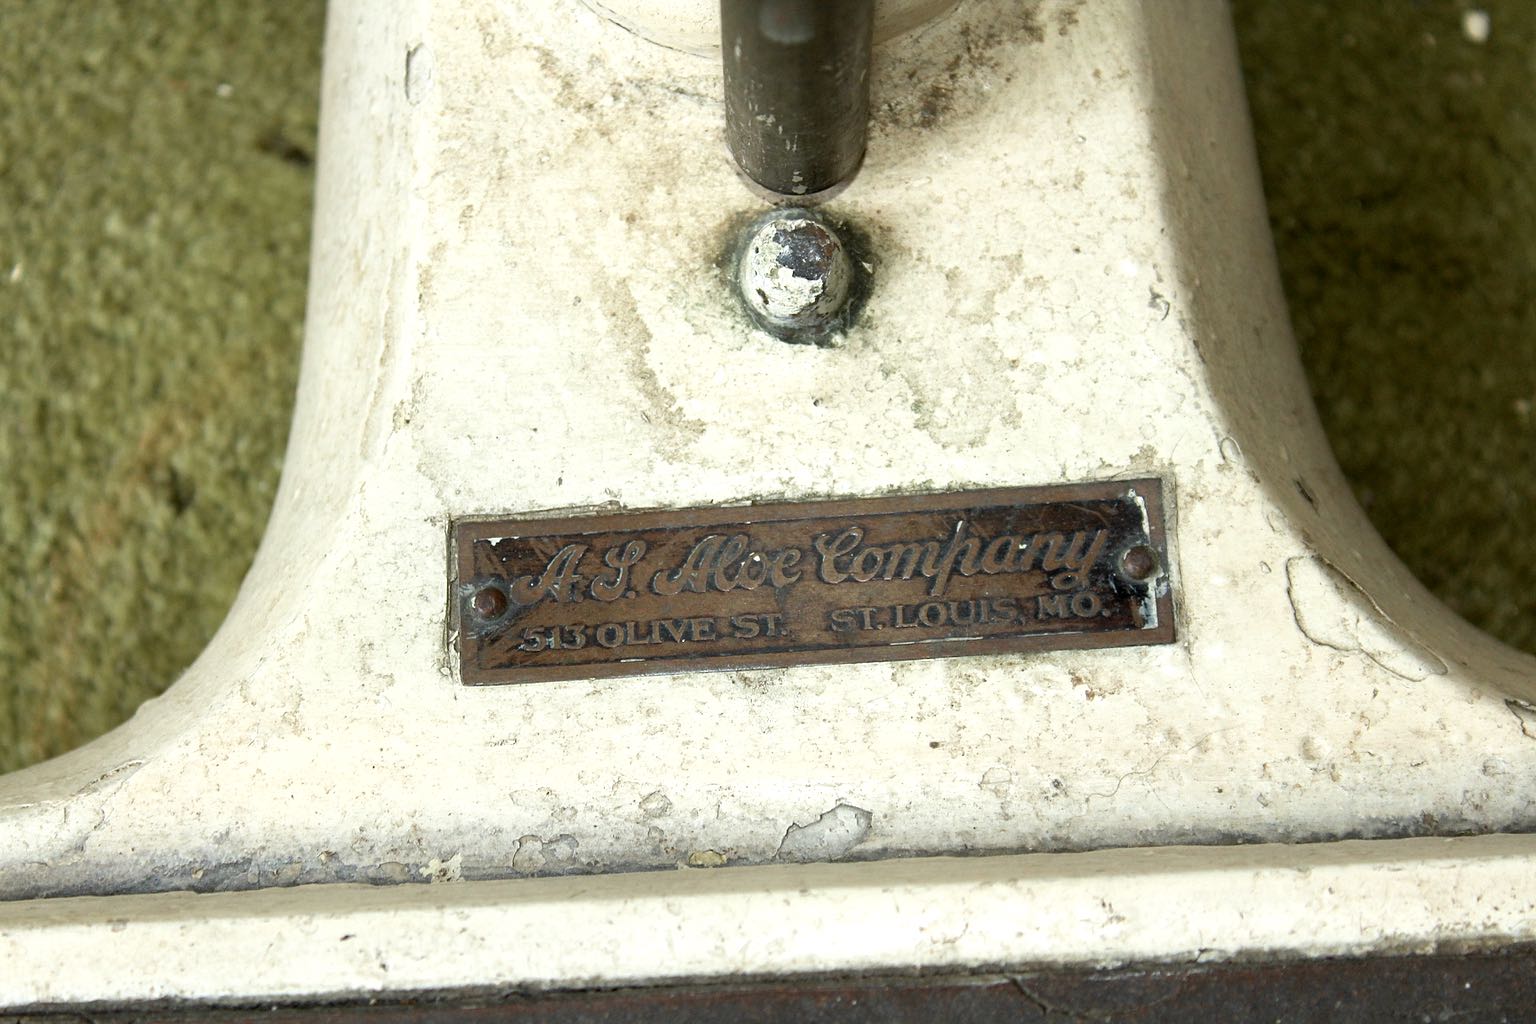 A. S. Aloe Company
513 OLIVE ST. ST. LOUIS, MO.